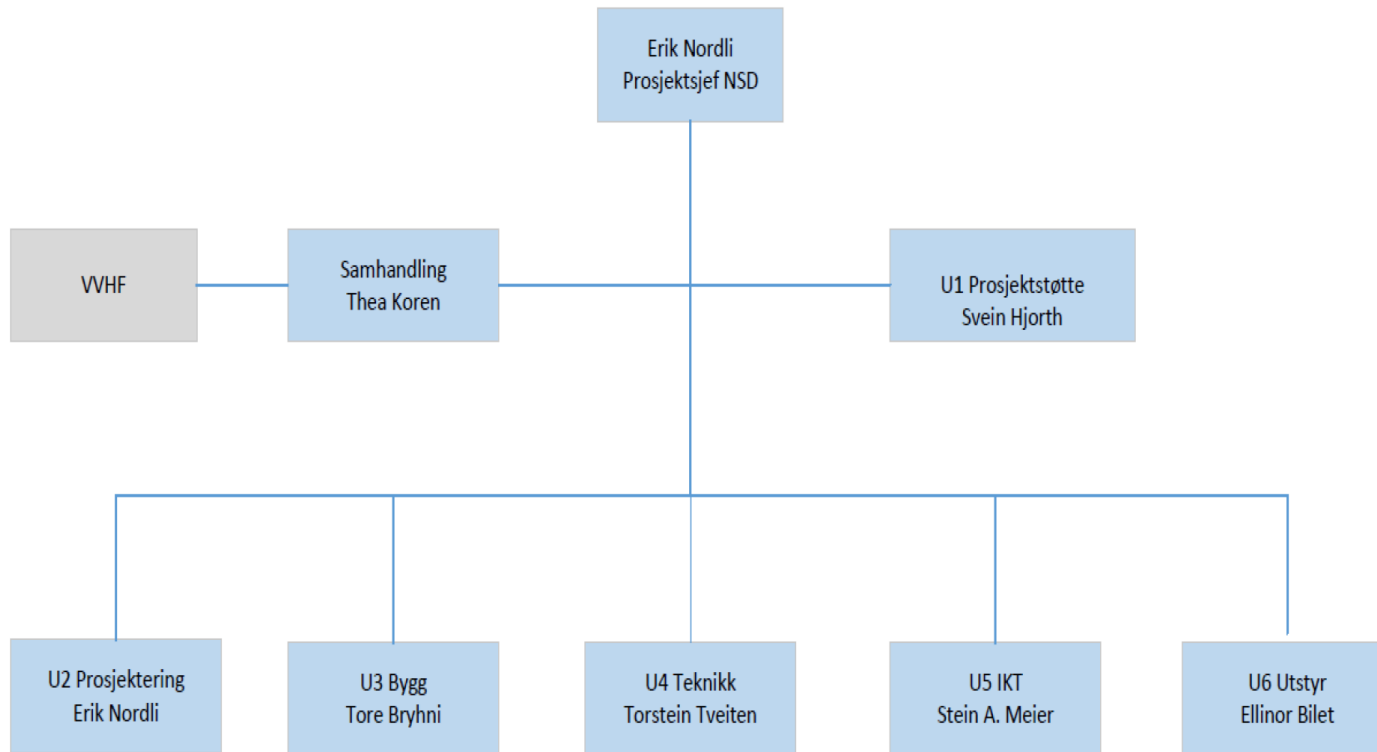 Erik Nordli
Prosjektsjef NSD
VVHF
Samhandling
Thea Koren
U1 Prosjektstøtte
Svein Hjorth
U2 Prosjektering
Erik Nordli
U3 Bygg
Tore Bryhni
U4 Teknikk
Torstein Tveiten
U5 IKT
Stein A. Meier
U6 Utstyr
Ellinor Bilet